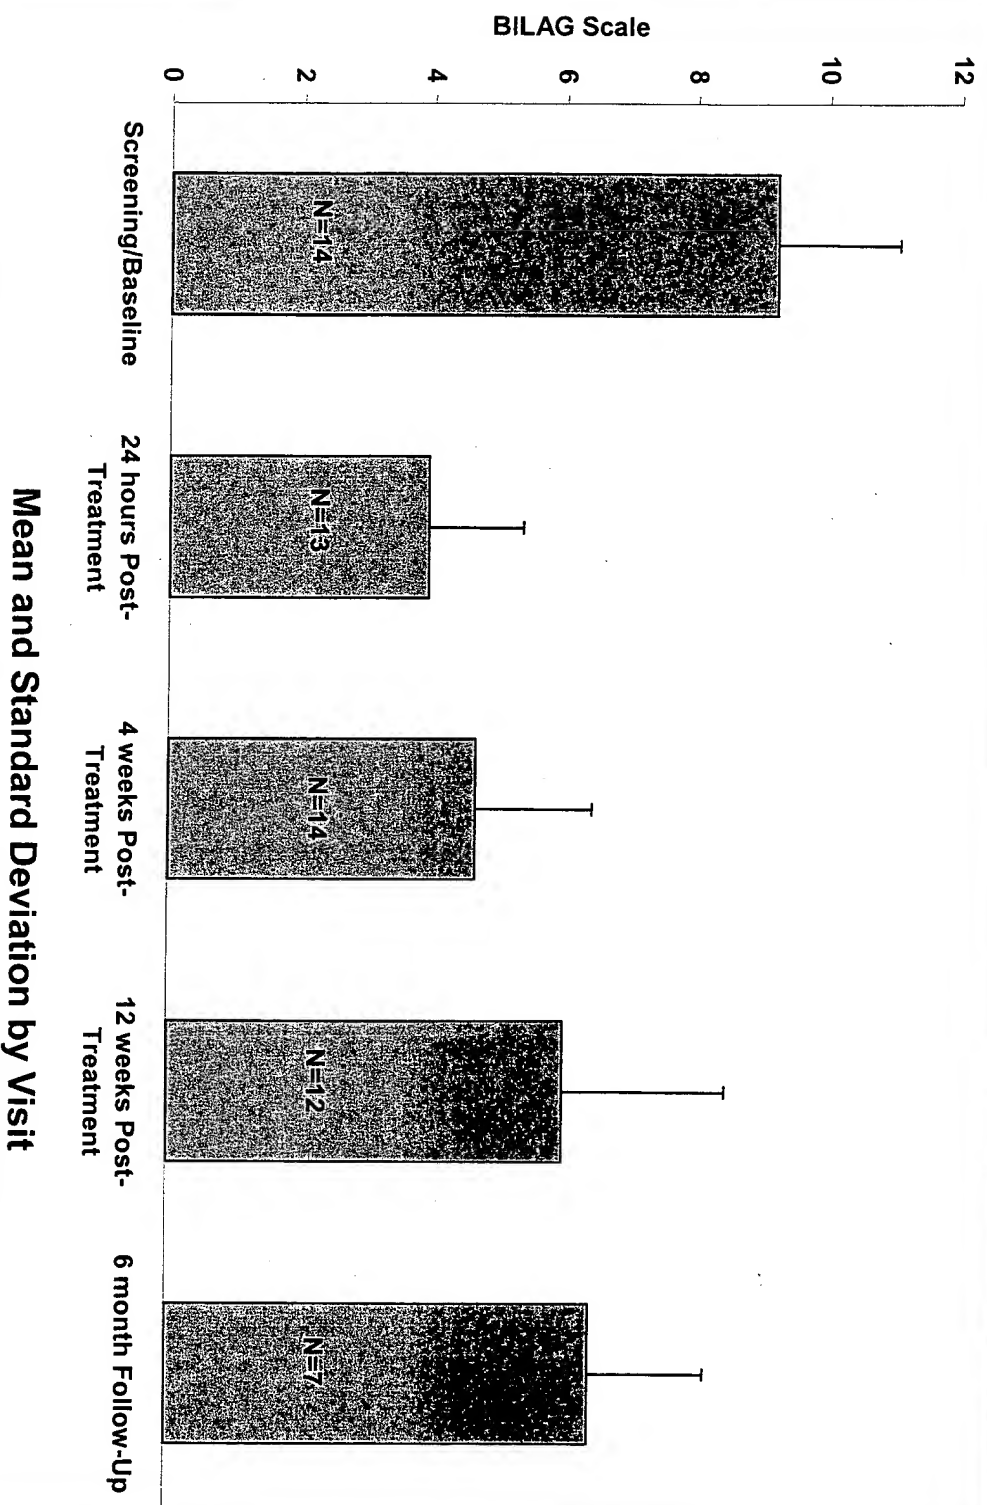 BILAG Scale
12
10
8
6
4
2
0
N=14
N=13
N=14
N=12
N=7
Screening/Baseline
24 hours Post-
Treatment
4 weeks Post-
Treatment
12 weeks Post-
Treatment
6 month Follow-Up
Mean and Standard Deviation by Visit